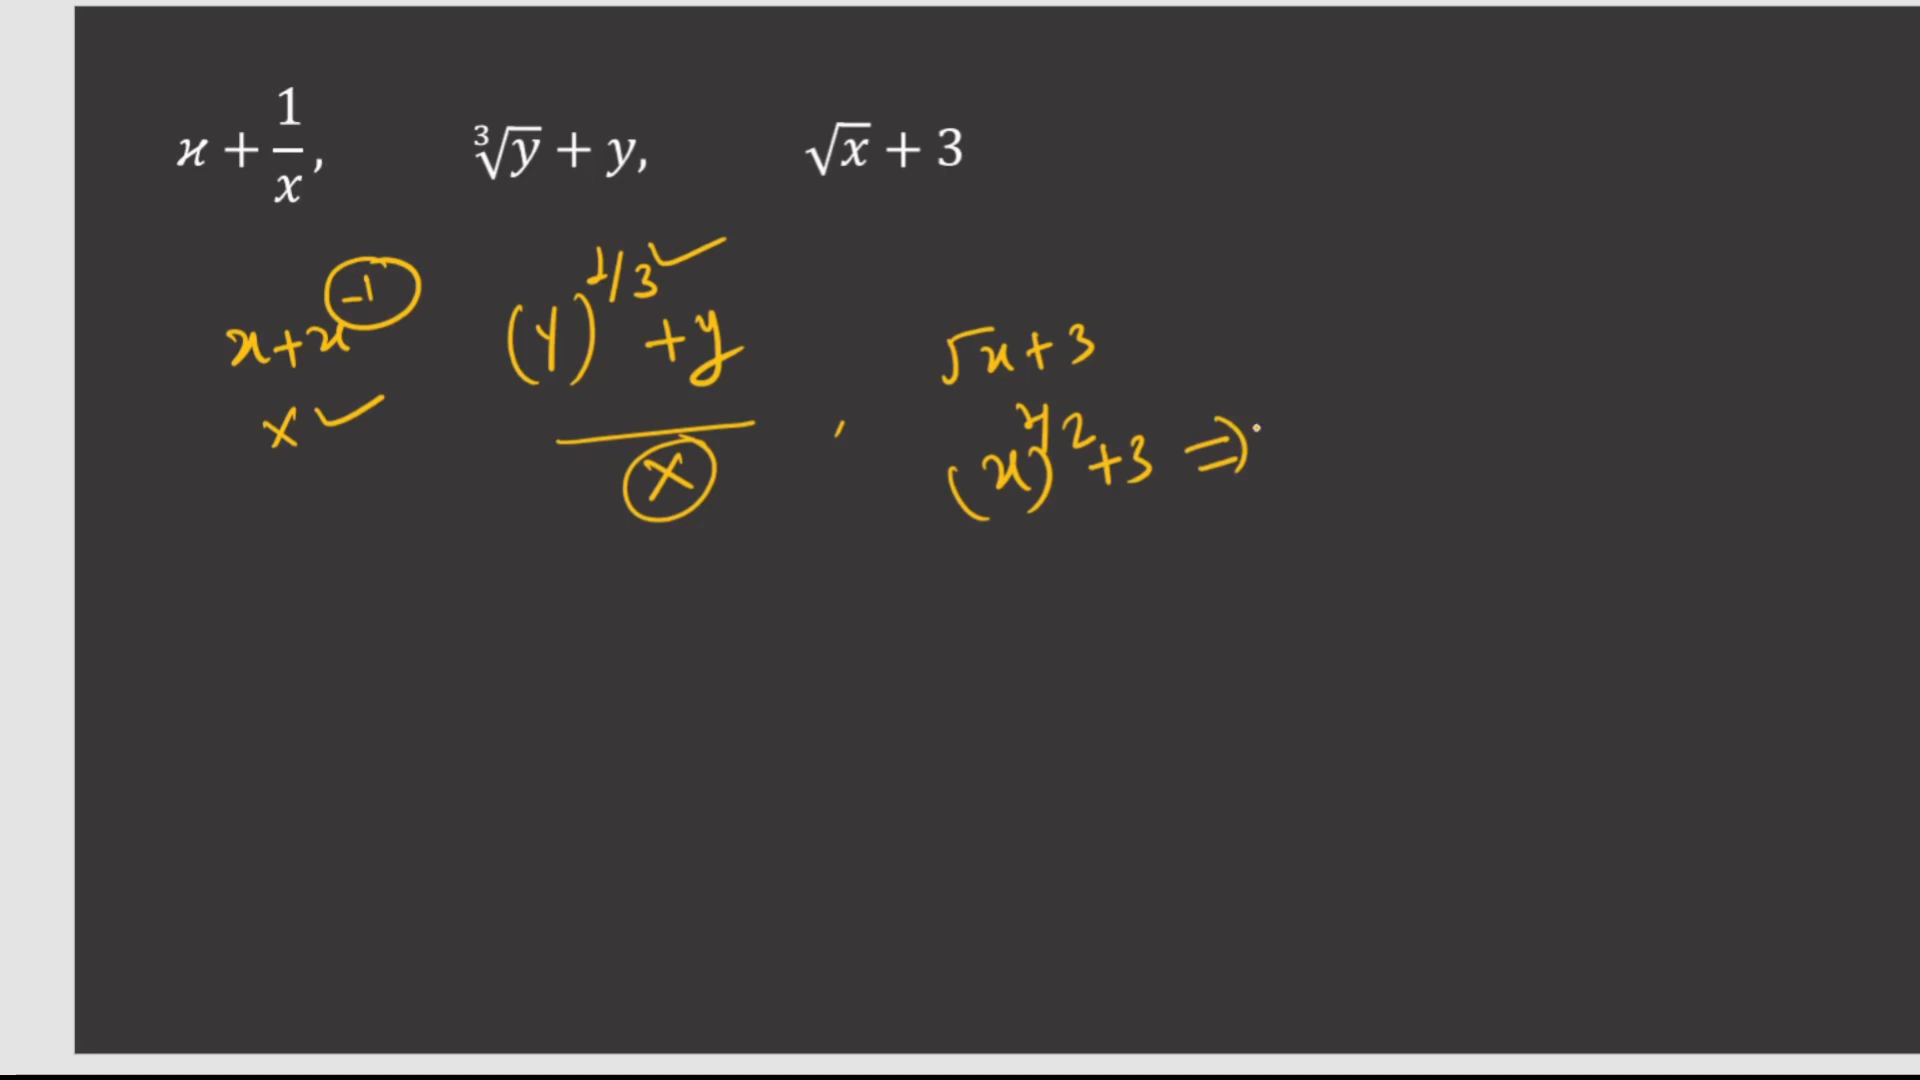 x + 1/x, ∛y + y, √x + 3
x+x⁻¹ (y)^1/3 ✓ +y √x+3
x ✓ x , (x)^1/2 +3 ⇒